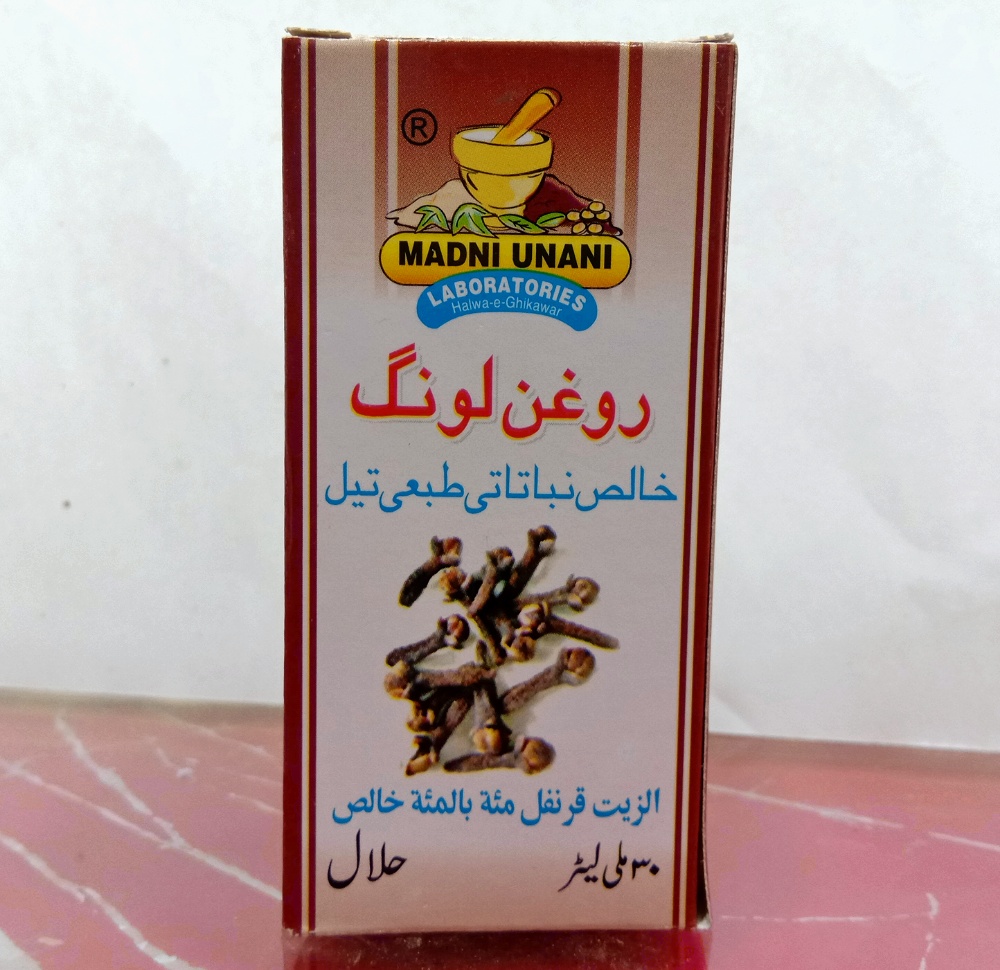 ®
MADNI UNANI
LABORATORIES
Halwa-e-Ghikawar
روغن لونگ
خالص نباتاتی طبعی تیل
الزيت قرنفل مئة بالمئة خالص
۳۰ ملی لیٹر
حلال